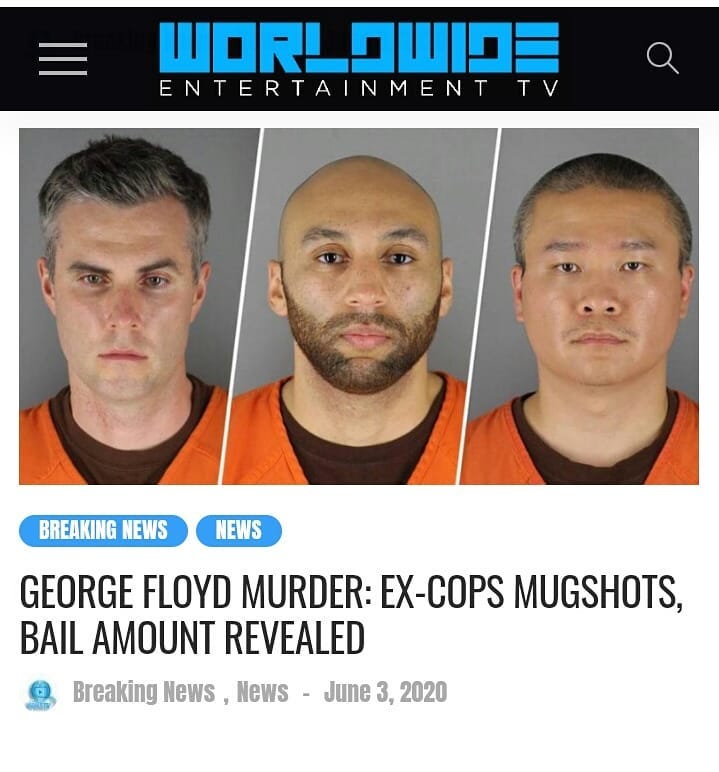 WORLDWIDE
ENTERTAINMENT TV
BREAKING NEWS NEWS
GEORGE FLOYD MURDER: EX-COPS MUGSHOTS,
BAIL AMOUNT REVEALED
Breaking News , News - June 3, 2020